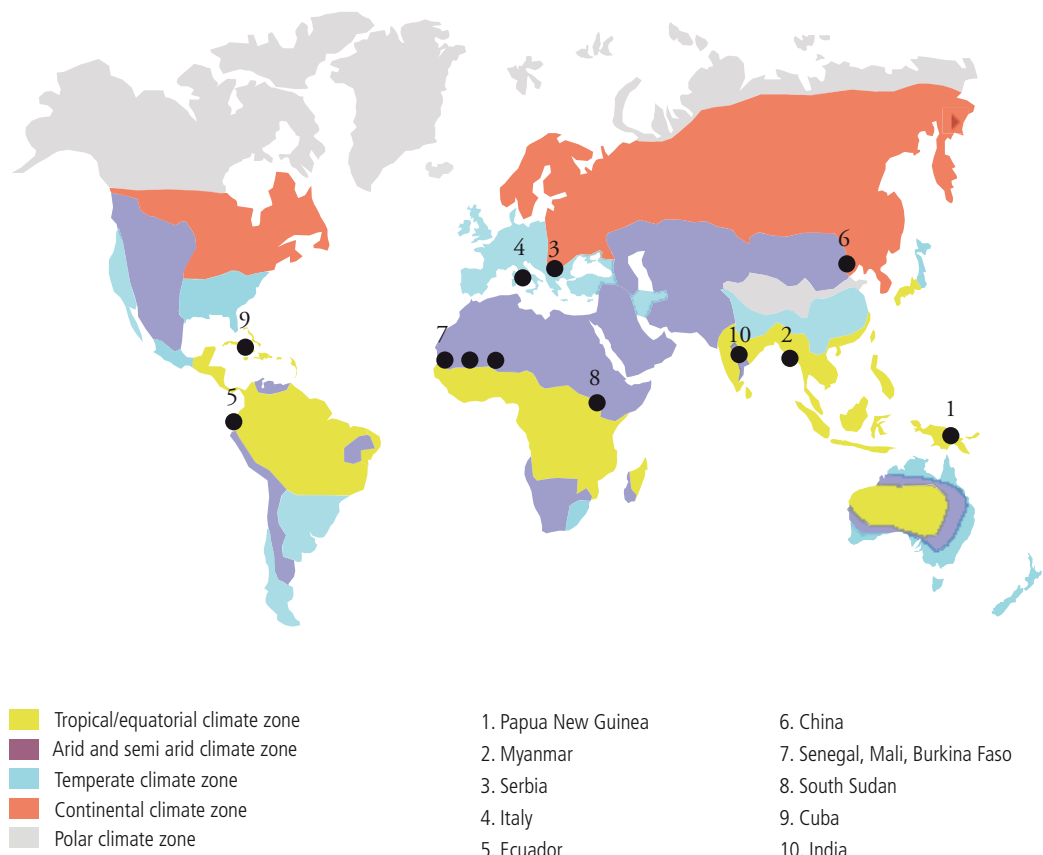 6
4 3
9
7
10 2
8
5
1
Tropical/equatorial climate zone
Arid and semi arid climate zone
Temperate climate zone
Continental climate zone
Polar climate zone
1. Papua New Guinea
2. Myanmar
3. Serbia
4. Italy
5. Ecuador
6. China
7. Senegal, Mali, Burkina Faso
8. South Sudan
9. Cuba
10. India